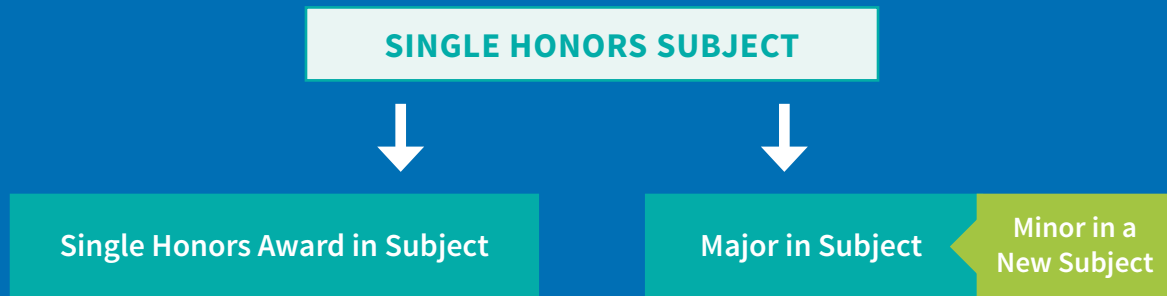 SINGLE HONORS SUBJECT
Single Honors Award in Subject
Major in Subject
Minor in a
New Subject